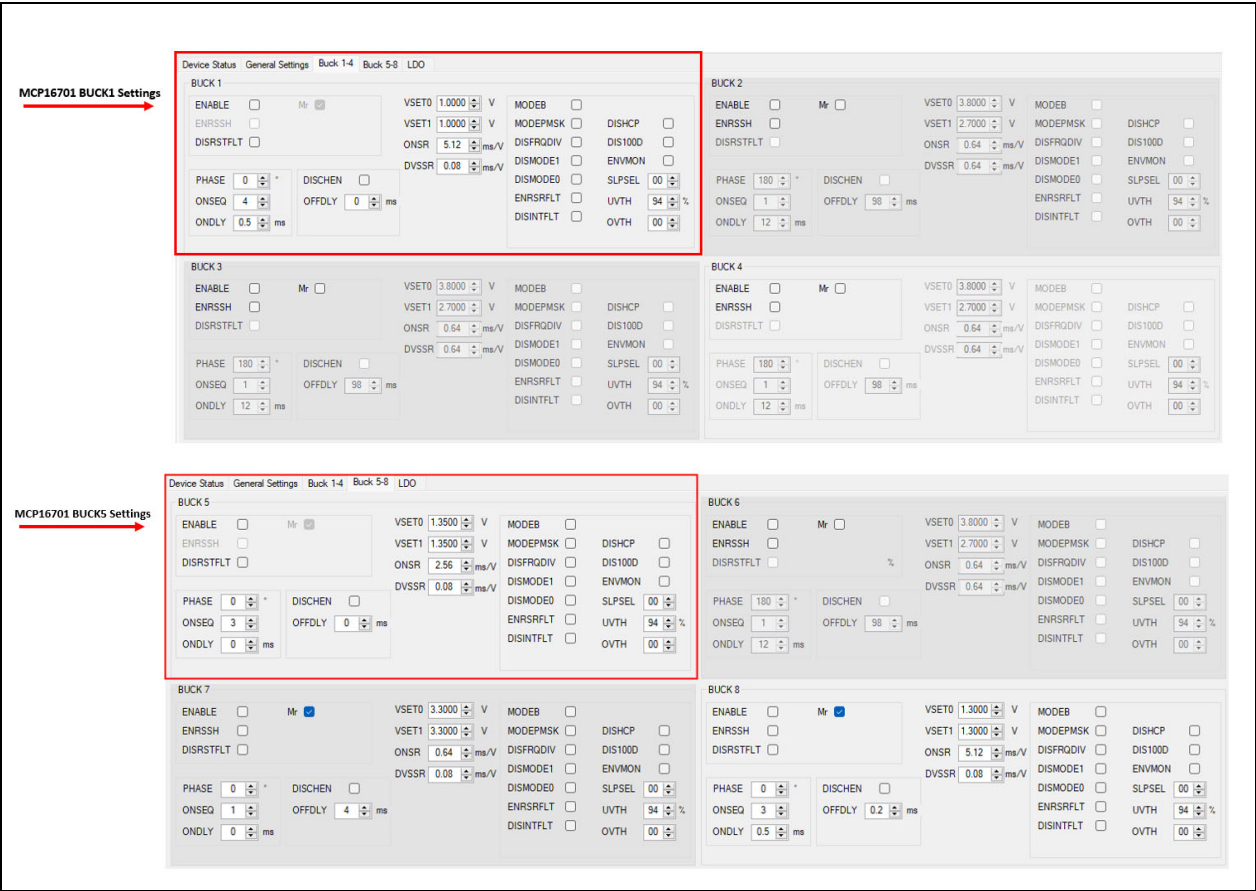 MCP16701 BUCK1 Settings
Device Status General Settings Buck 1-4 Buck 5-8 LDO
BUCK 1
ENABLE Mr VSET0 1.0000 V MODEB
ENRSSH VSET1 1.0000 V MODEPMSK DISHCP
DISRSTFLT ONSR 5.12 ms/V DISFRQDIV DIS100D
DVSSR 0.08 ms/V DISMODE1 ENVMON
PHASE 0 ° DISCHEN DISMODE0 SLPSEL 00
ONSEQ 4 OFFDLY 0 ms ENRSRFLT UVTH 94 %
ONDLY 0.5 ms DISINTFLT OVTH 00
BUCK 2
ENABLE Mr VSET0 3.8000 V MODEB
ENRSSH VSET1 2.7000 V MODEPMSK DISHCP
DISRSTFLT ONSR 0.64 ms/V DISFRQDIV DIS100D
DVSSR 0.64 ms/V DISMODE1 ENVMON
PHASE 180 ° DISCHEN DISMODE0 SLPSEL 00
ONSEQ 1 OFFDLY 98 ms ENRSRFLT UVTH 94 %
ONDLY 12 ms DISINTFLT OVTH 00
BUCK 3
ENABLE Mr VSET0 3.8000 V MODEB
ENRSSH VSET1 2.7000 V MODEPMSK DISHCP
DISRSTFLT ONSR 0.64 ms/V DISFRQDIV DIS100D
DVSSR 0.64 ms/V DISMODE1 ENVMON
PHASE 180 ° DISCHEN DISMODE0 SLPSEL 00
ONSEQ 1 OFFDLY 98 ms ENRSRFLT UVTH 94 %
ONDLY 12 ms DISINTFLT OVTH 00
BUCK 4
ENABLE Mr VSET0 3.8000 V MODEB
ENRSSH VSET1 2.7000 V MODEPMSK DISHCP
DISRSTFLT ONSR 0.64 ms/V DISFRQDIV DIS100D
DVSSR 0.64 ms/V DISMODE1 ENVMON
PHASE 180 ° DISCHEN DISMODE0 SLPSEL 00
ONSEQ 1 OFFDLY 98 ms ENRSRFLT UVTH 94 %
ONDLY 12 ms DISINTFLT OVTH 00
MCP16701 BUCK5 Settings
Device Status General Settings Buck 1-4 Buck 5-8 LDO
BUCK 5
ENABLE Mr VSET0 1.3500 V MODEB
ENRSSH VSET1 1.3500 V MODEPMSK DISHCP
DISRSTFLT ONSR 2.56 ms/V DISFRQDIV DIS100D
DVSSR 0.08 ms/V DISMODE1 ENVMON
PHASE 0 ° DISCHEN DISMODE0 SLPSEL 00
ONSEQ 3 OFFDLY 0 ms ENRSRFLT UVTH 94 %
ONDLY 0 ms DISINTFLT OVTH 00
BUCK 6
ENABLE Mr VSET0 3.8000 V MODEB
ENRSSH VSET1 2.7000 V MODEPMSK DISHCP
DISRSTFLT % ONSR 0.64 ms/V DISFRQDIV DIS100D
DVSSR 0.64 ms/V DISMODE1 ENVMON
PHASE 180 ° DISCHEN DISMODE0 SLPSEL 00
ONSEQ 1 OFFDLY 98 ms ENRSRFLT UVTH 94 %
ONDLY 12 ms DISINTFLT OVTH 00
BUCK 7
ENABLE Mr VSET0 3.3000 V MODEB
ENRSSH VSET1 3.3000 V MODEPMSK DISHCP
DISRSTFLT ONSR 0.64 ms/V DISFRQDIV DIS100D
DVSSR 0.08 ms/V DISMODE1 ENVMON
PHASE 0 ° DISCHEN DISMODE0 SLPSEL 00
ONSEQ 1 OFFDLY 4 ms ENRSRFLT UVTH 94 %
ONDLY 0 ms DISINTFLT OVTH 00
BUCK 8
ENABLE Mr VSET0 1.3000 V MODEB
ENRSSH VSET1 1.3000 V MODEPMSK DISHCP
DISRSTFLT ONSR 5.12 ms/V DISFRQDIV DIS100D
DVSSR 0.08 ms/V DISMODE1 ENVMON
PHASE 0 ° DISCHEN DISMODE0 SLPSEL 00
ONSEQ 3 OFFDLY 0.2 ms ENRSRFLT UVTH 94 %
ONDLY 0.5 ms DISINTFLT OVTH 00